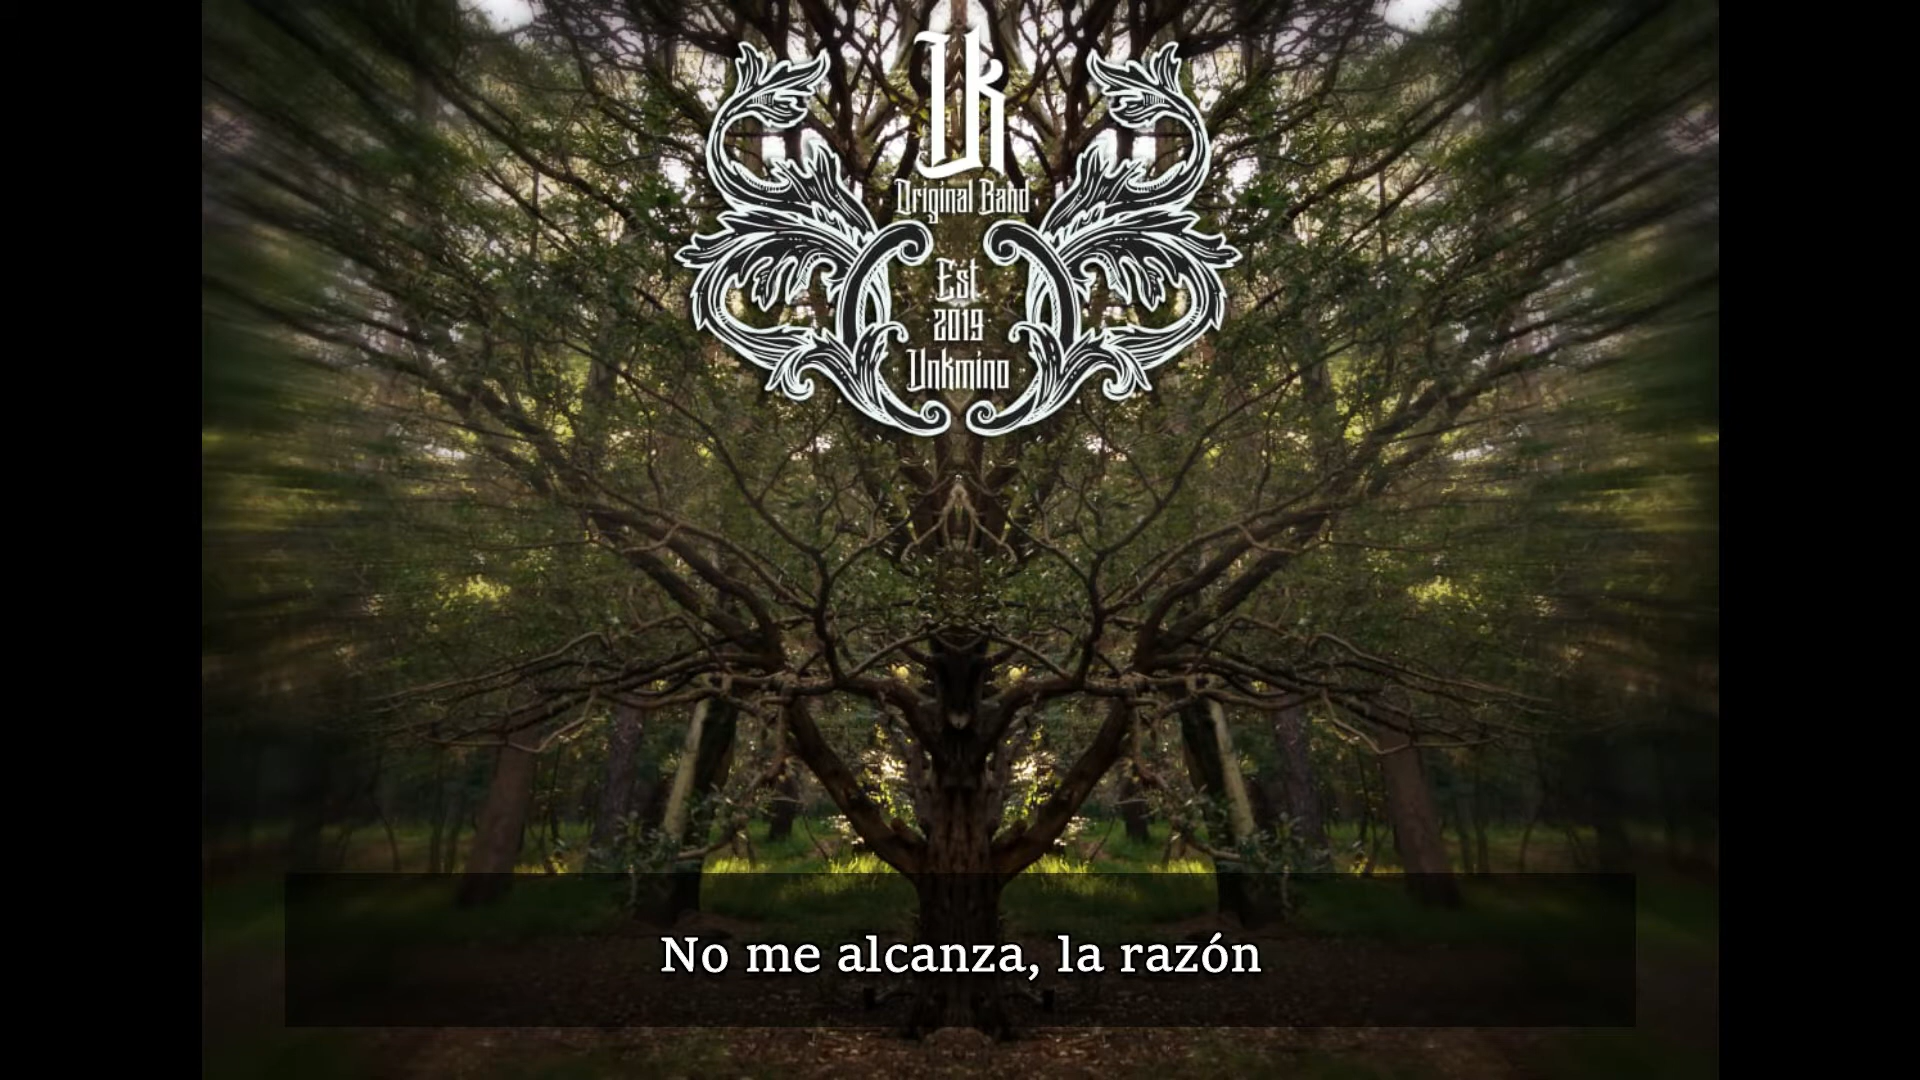 UK
Original Band
Est
2019
Unkmino
No me alcanza, la razón